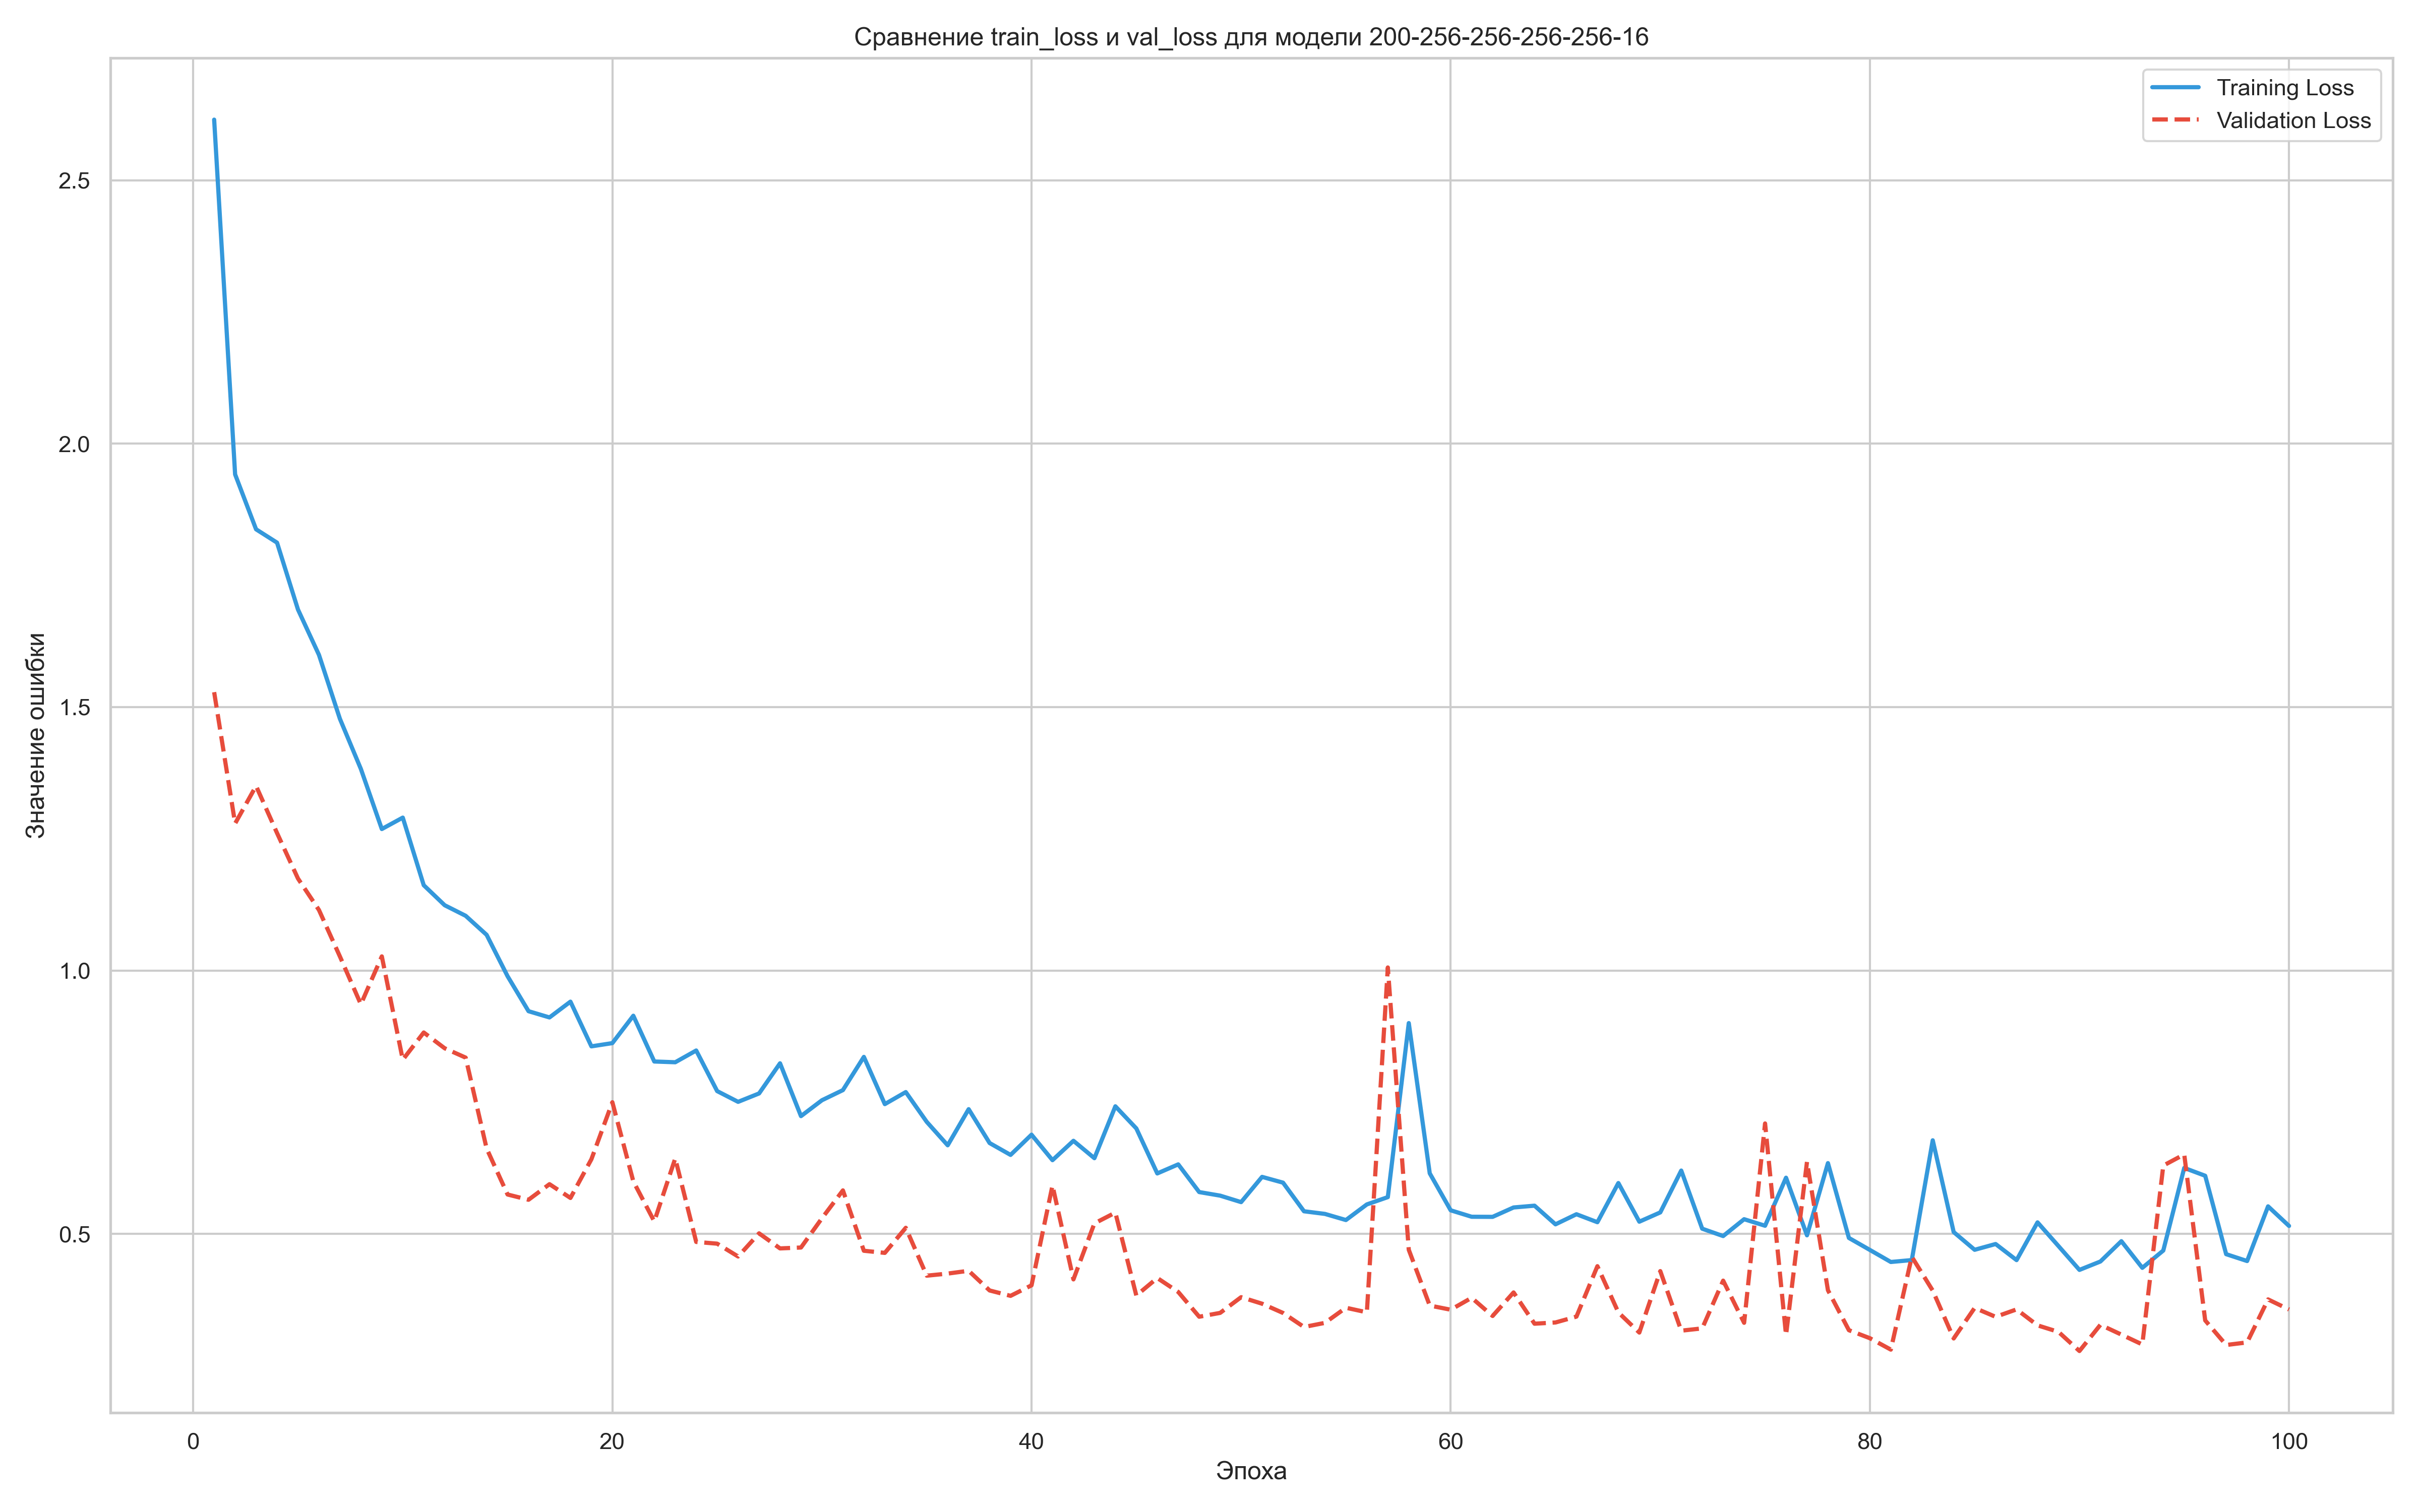 Сравнение train_loss и val_loss для модели 200-256-256-256-256-16
Training Loss
Validation Loss
2.5
2.0
1.5
1.0
0.5
Значение ошибки
0
20
40
60
80
100
Эпоха